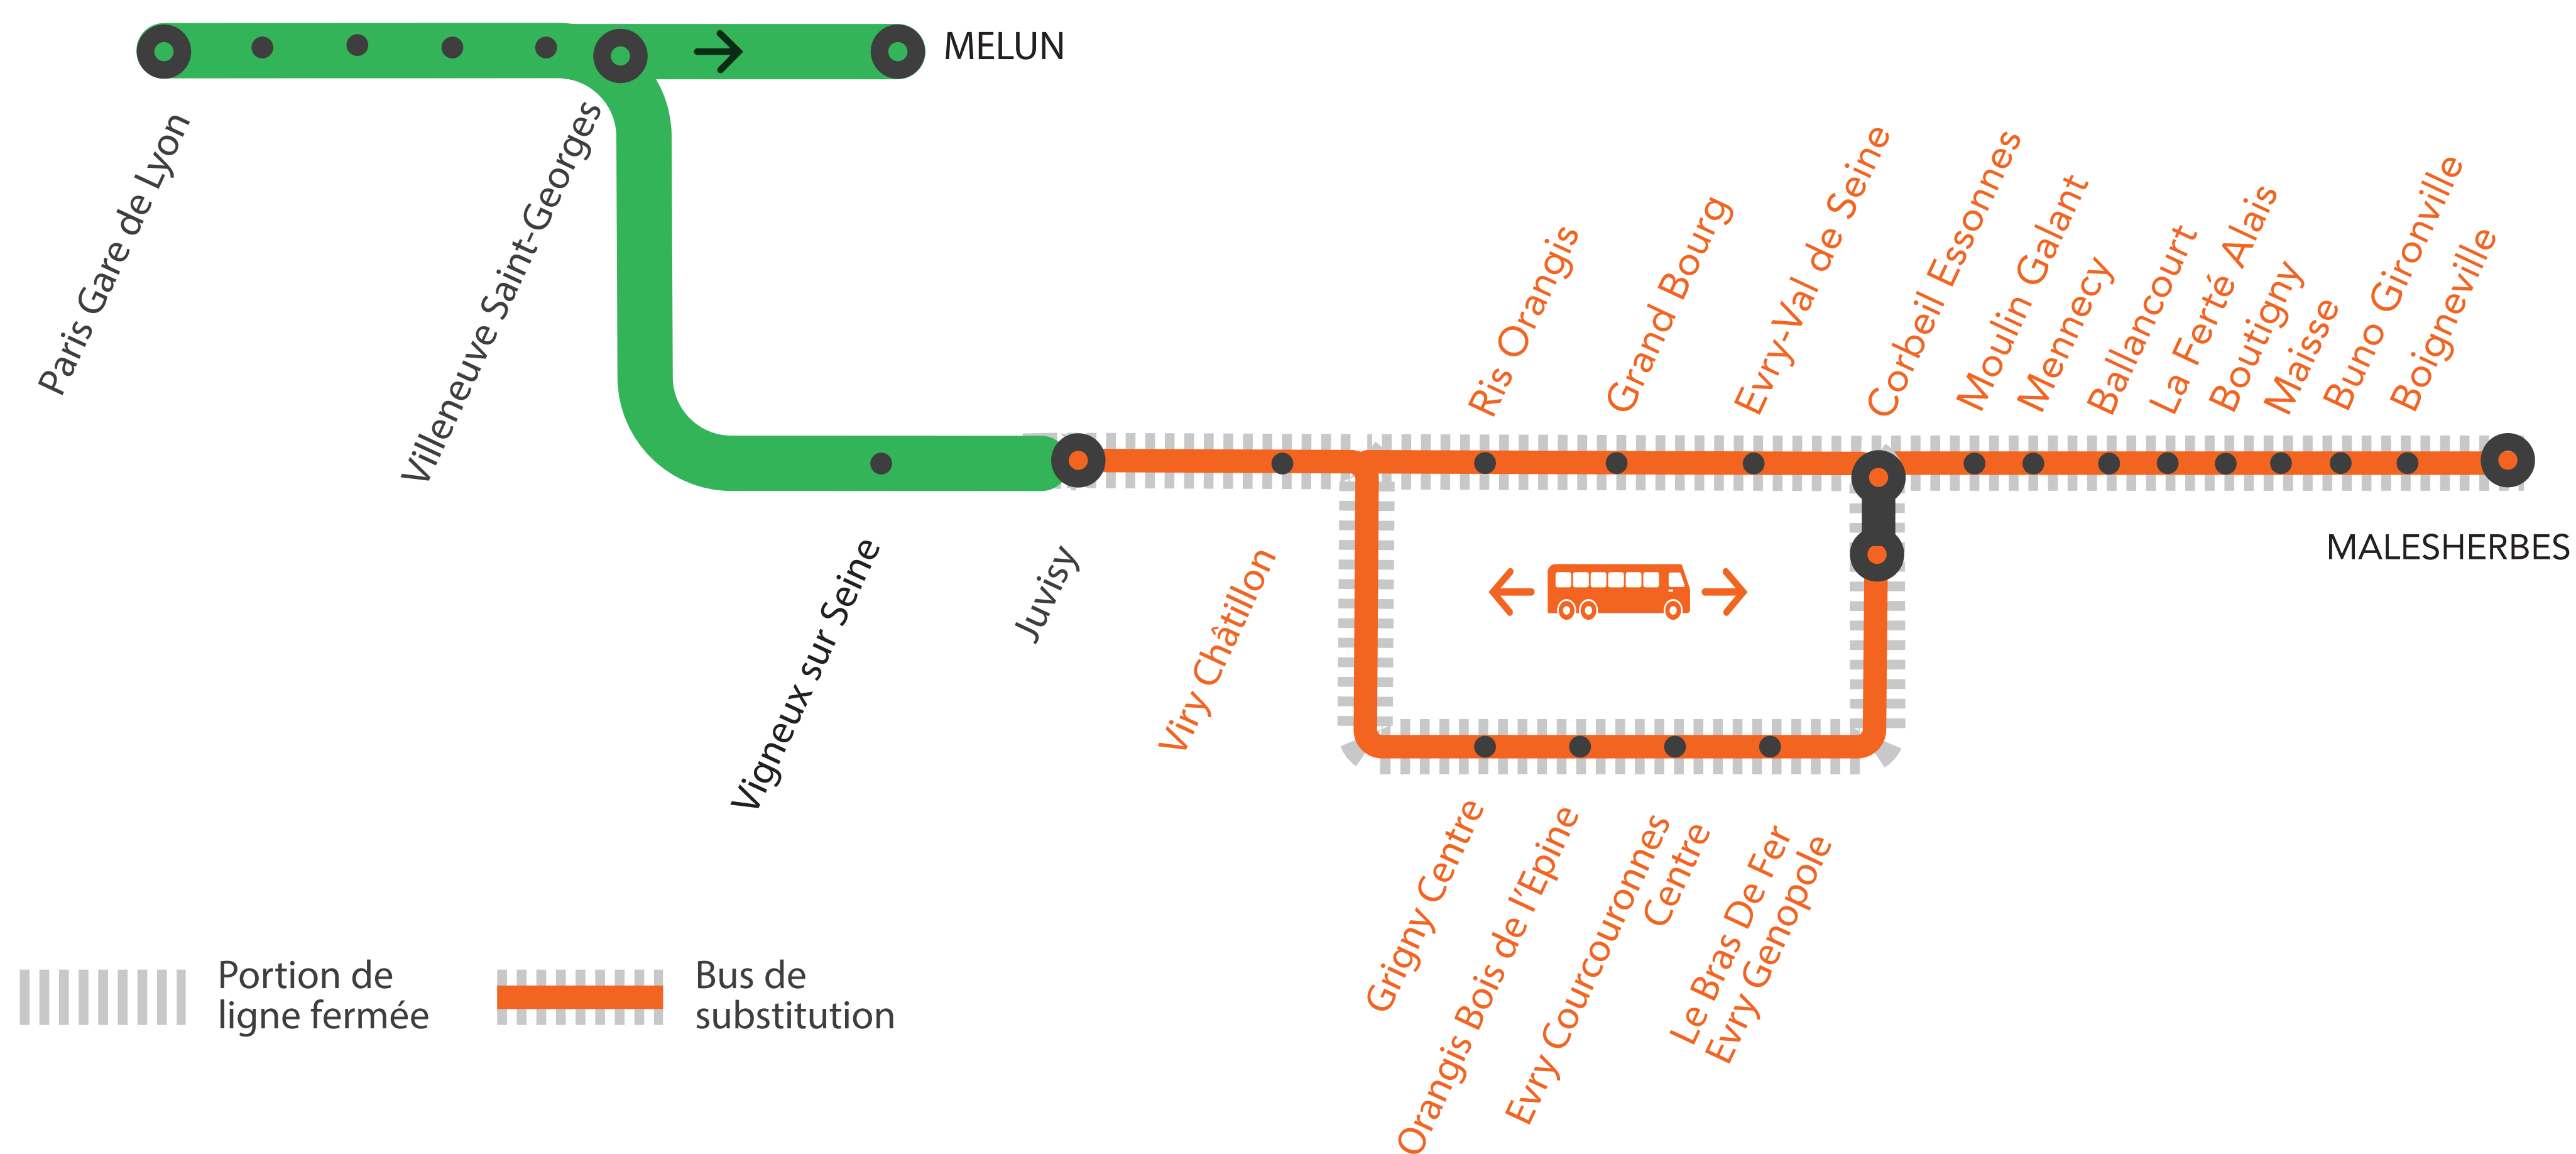 MELUN
Paris Gare de Lyon
Villeneuve Saint-Georges
Vigneux sur Seine
Juvisy
Viry Châtillon
Ris Orangis
Grand Bourg
Evry-Val de Seine
Corbeil Essonnes
Moulin Galant
Mennecy
Ballancourt
La Ferté Alais
Boutigny
Maisse
Buno Gironville
Boigneville
MALESHERBES
Grigny Centre
Orangis Bois de l'Epine
Evry Courcouronnes
Centre
Le Bras De Fer
Evry Genopole
Portion de
ligne fermée
Bus de
substitution